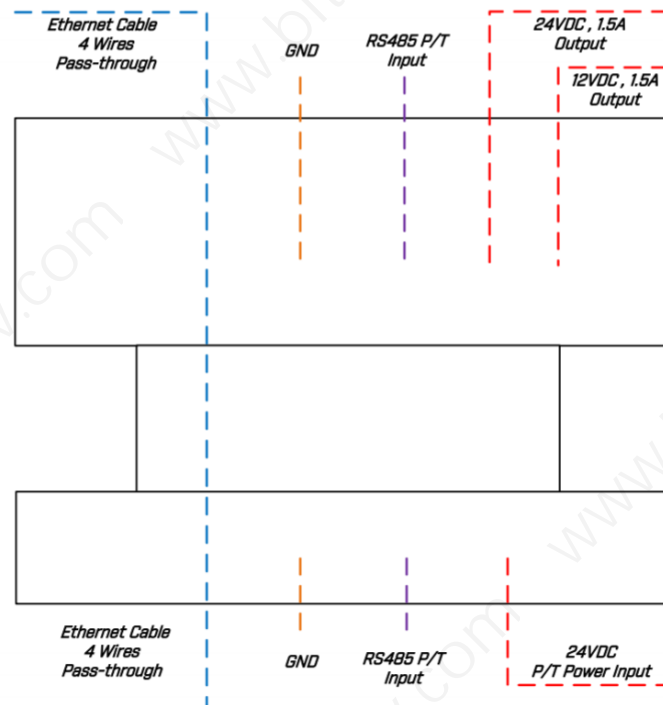 Ethernet Cable
4 Wires
Pass-through
GND
RS485 P/T
Input
24VDC , 1.5A
Output
12VDC , 1.5A
Output
Ethernet Cable
4 Wires
Pass-through
GND
RS485 P/T
Input
24VDC
P/T Power Input